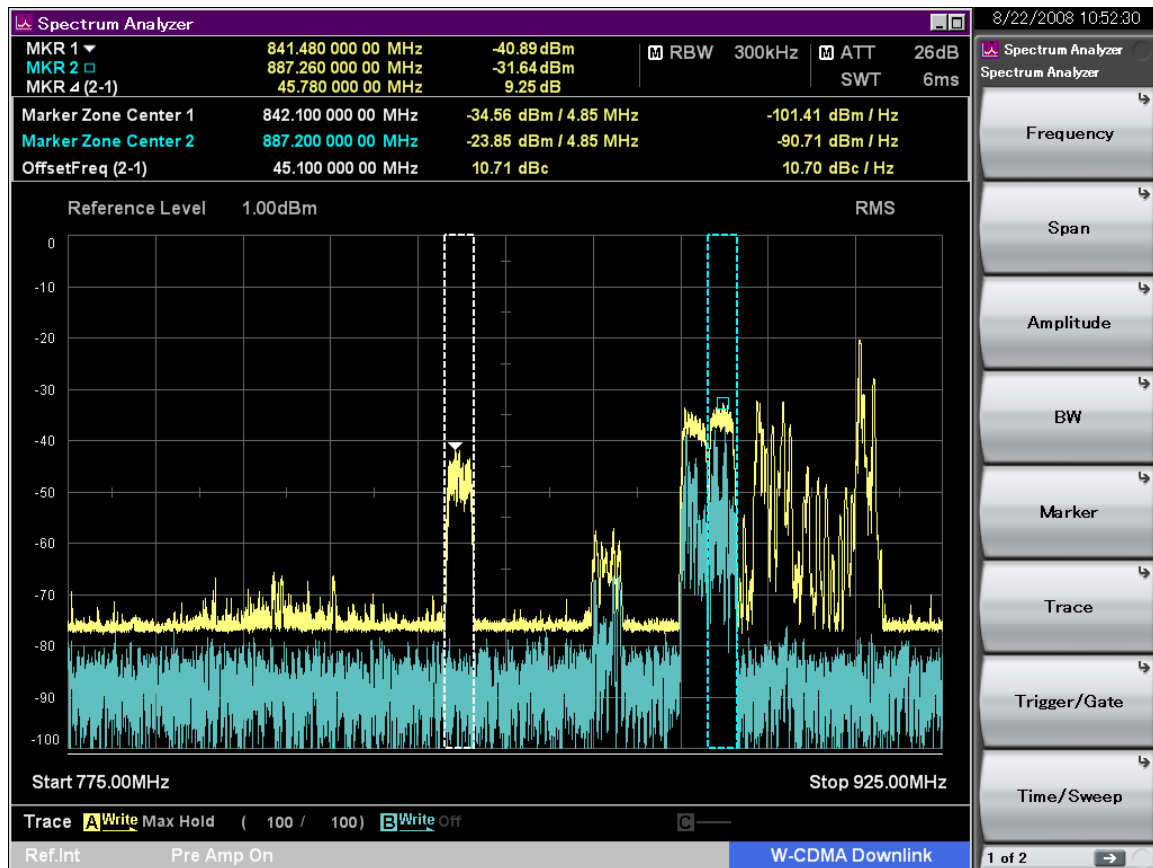 Spectrum Analyzer
8/22/2008 10:52:30
MKR 1 841.480 000 00 MHz -40.89 dBm M RBW 300kHz M ATT 26dB
MKR 2 887.260 000 00 MHz -31.64 dBm SWT 6ms
MKR ⊿ (2-1) 45.780 000 00 MHz 9.25 dB
Marker Zone Center 1 842.100 000 00 MHz -34.56 dBm / 4.85 MHz -101.41 dBm / Hz
Marker Zone Center 2 887.200 000 00 MHz -23.85 dBm / 4.85 MHz -90.71 dBm / Hz
OffsetFreq (2-1) 45.100 000 00 MHz 10.71 dBc 10.70 dBc / Hz
Reference Level 1.00dBm RMS
0
-10
-20
-30
-40
-50
-60
-70
-80
-90
-100
Start 775.00MHz Stop 925.00MHz
Trace A Write Max Hold ( 100 / 100) B Write Off C
Ref.Int Pre Amp On W-CDMA Downlink
Spectrum Analyzer
Spectrum Analyzer
Frequency
Span
Amplitude
BW
Marker
Trace
Trigger/Gate
Time/Sweep
1 of 2